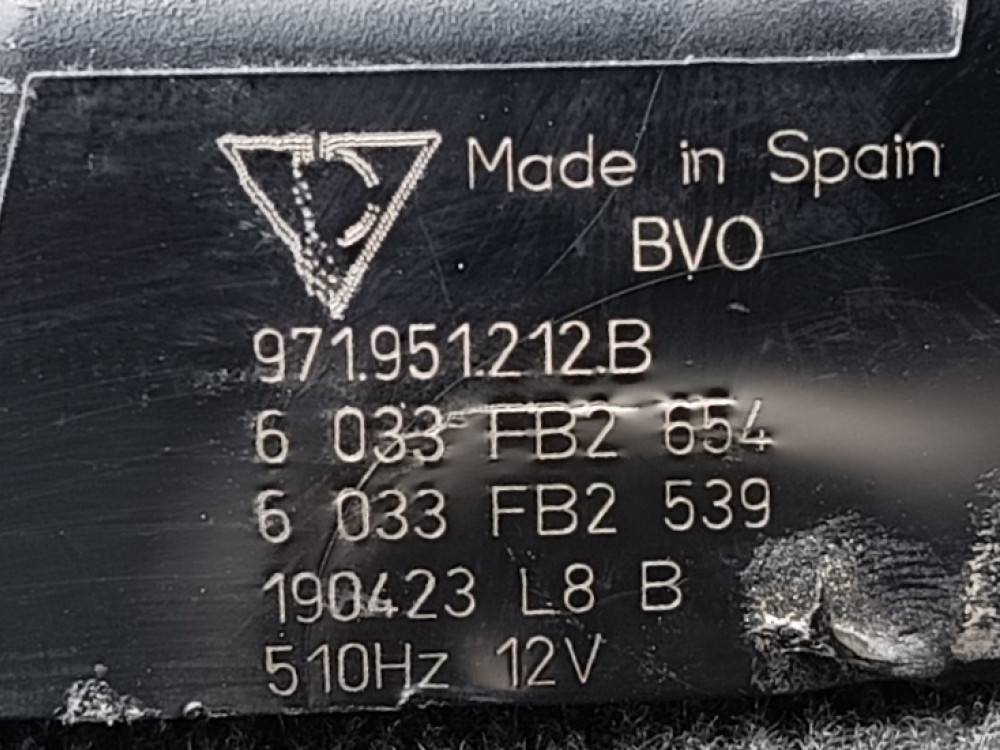 Made in Spain
BVO
971.951.212.B
6 033 FB2 654
6 033 FB2 539
190423 L8 B
510Hz 12V